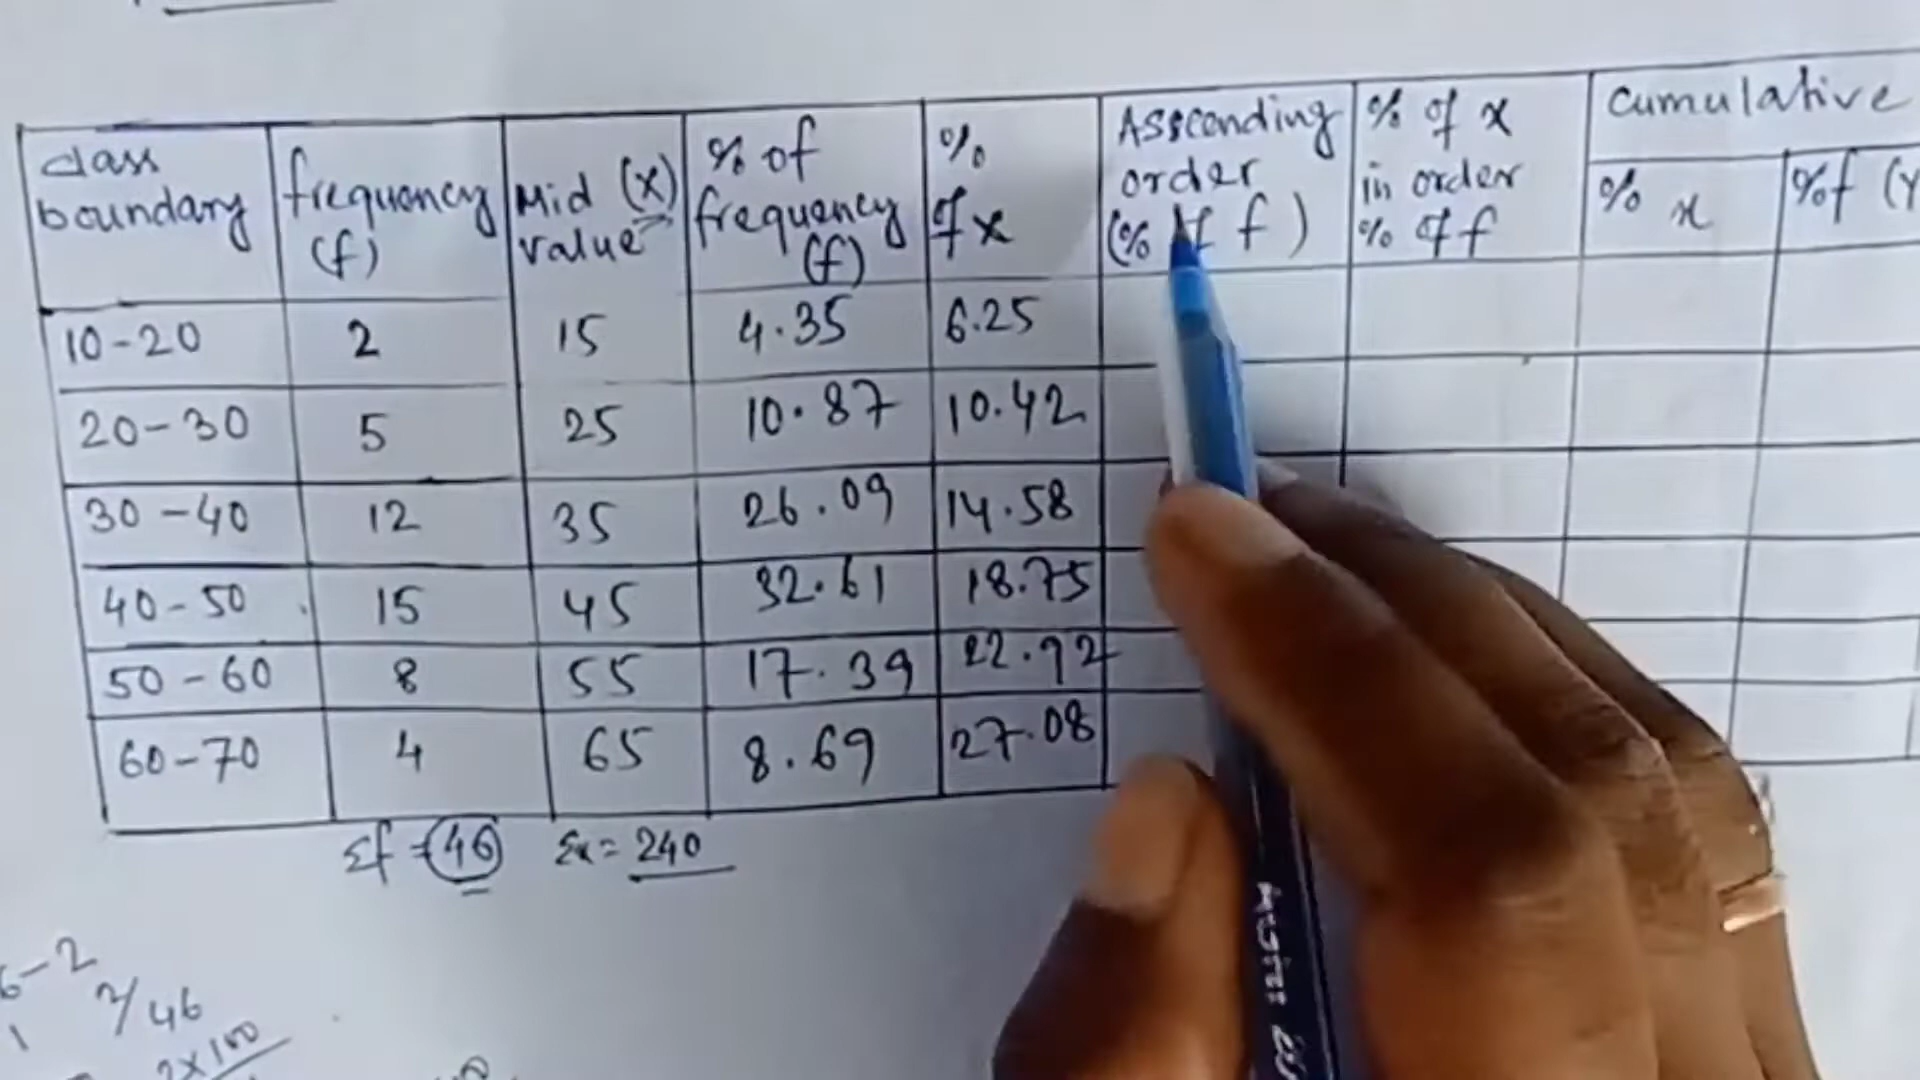 class boundary | frequency (f) | Mid (x) value | % of frequency (f) | % of x | Asscending order (% of f) | % of x in order % of f | cumulative
% x | %f (Y
10-20 | 2 | 15 | 4.35 | 6.25
20-30 | 5 | 25 | 10.87 | 10.42
30-40 | 12 | 35 | 26.09 | 14.58
40-50 | 15 | 45 | 32.61 | 18.75
50-60 | 8 | 55 | 17.39 | 22.92
60-70 | 4 | 65 | 8.69 | 27.08
Σf = 46 Σx = 240
6-2
2/46
2x100